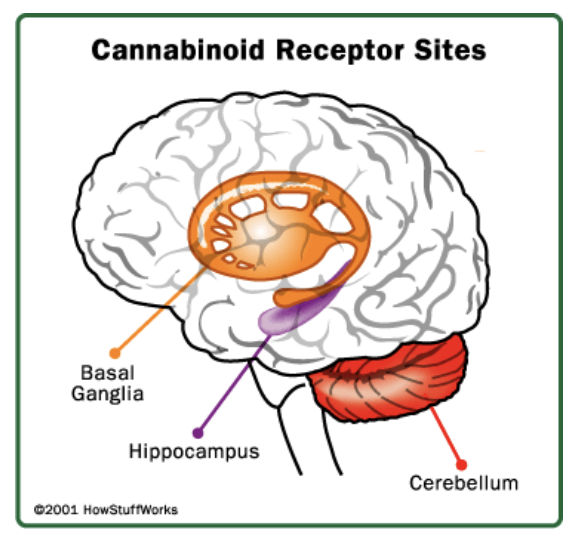 Cannabinoid Receptor Sites
Basal
Ganglia
Hippocampus
Cerebellum
©2001 HowStuffWorks